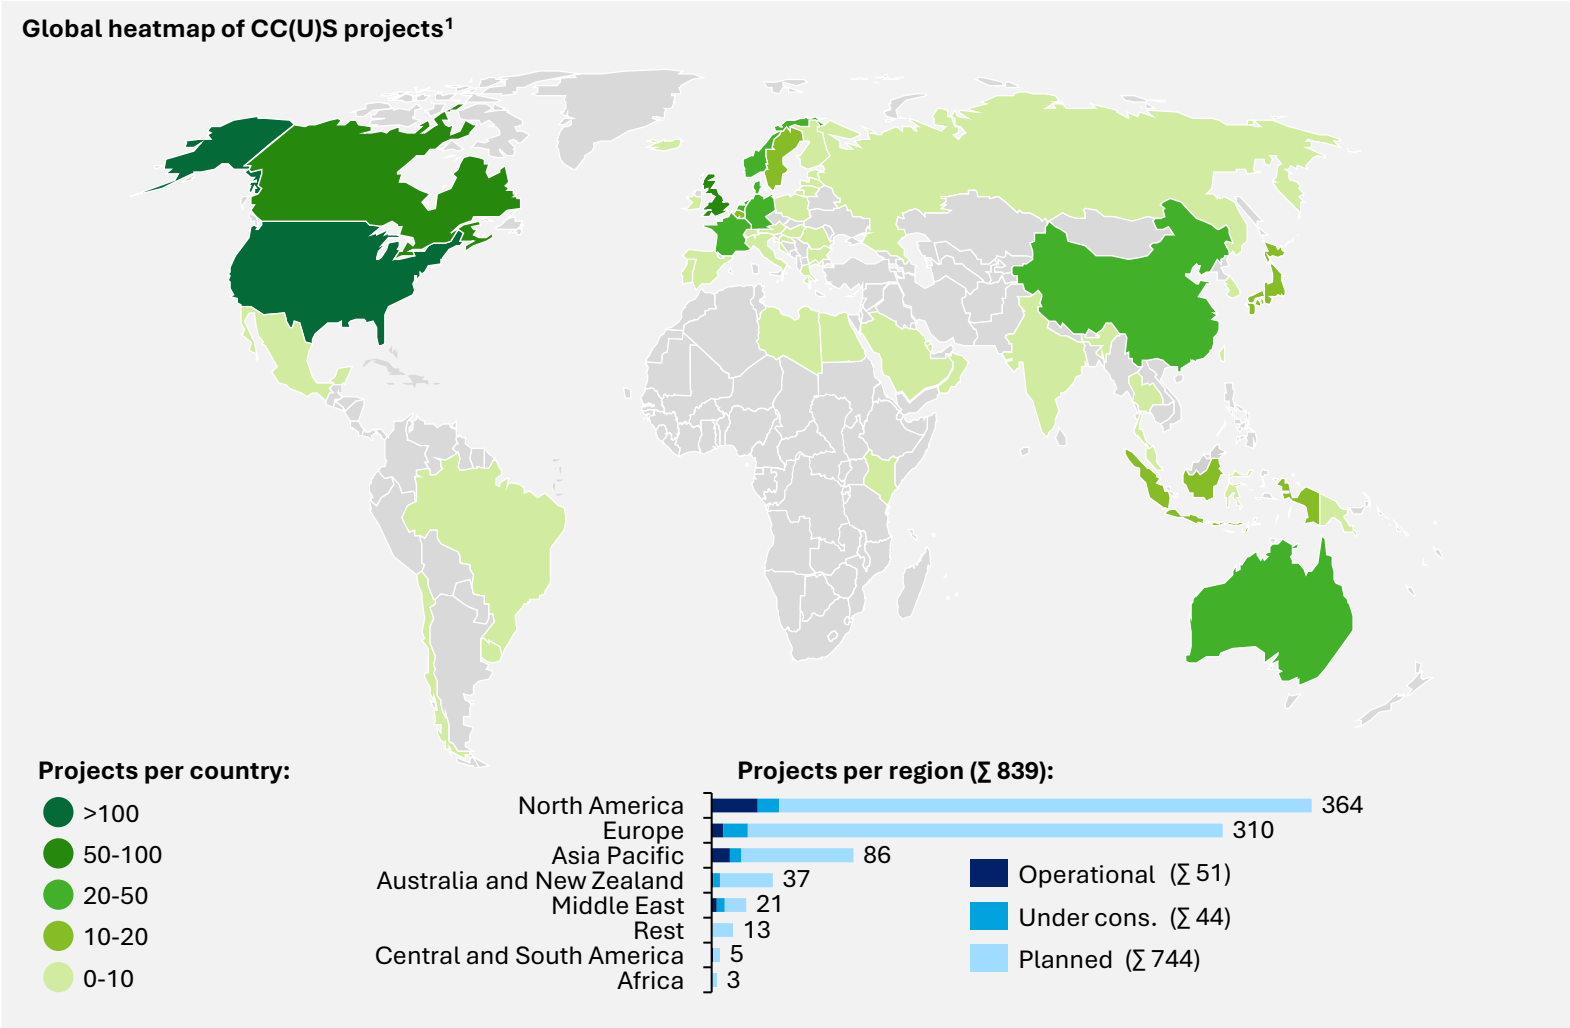 Global heatmap of CC(U)S projects¹
Projects per country:
>100
50-100
20-50
10-20
0-10
Projects per region (∑ 839):
North America 364
Europe 310
Asia Pacific 86
Australia and New Zealand 37
Middle East 21
Rest 13
Central and South America 5
Africa 3
Operational (∑ 51)
Under cons. (∑ 44)
Planned (∑ 744)